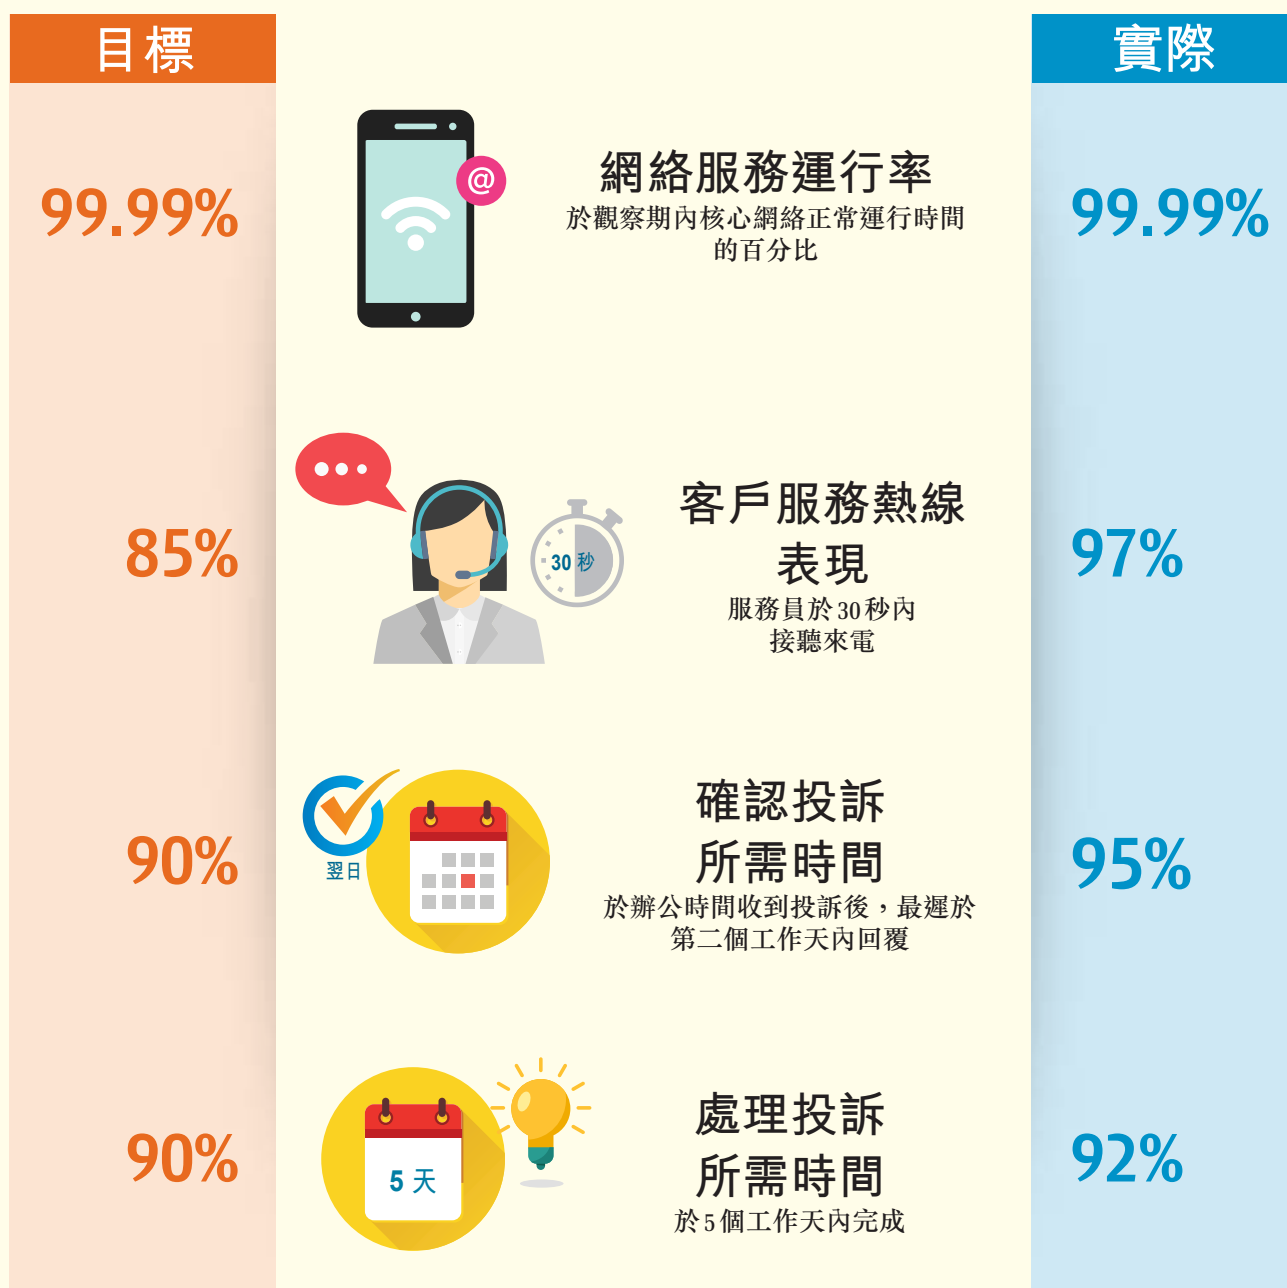 目標
實際
99.99%
@
網絡服務運行率
於觀察期內核心網絡正常運行時間
的百分比
99.99%
85%
30 秒
客戶服務熱線
表現
服務員於 30 秒內
接聽來電
97%
90%
翌日
確認投訴
所需時間
於辦公時間收到投訴後,最遲於
第二個工作天內回覆
95%
90%
5 天
處理投訴
所需時間
於 5 個工作天內完成
92%